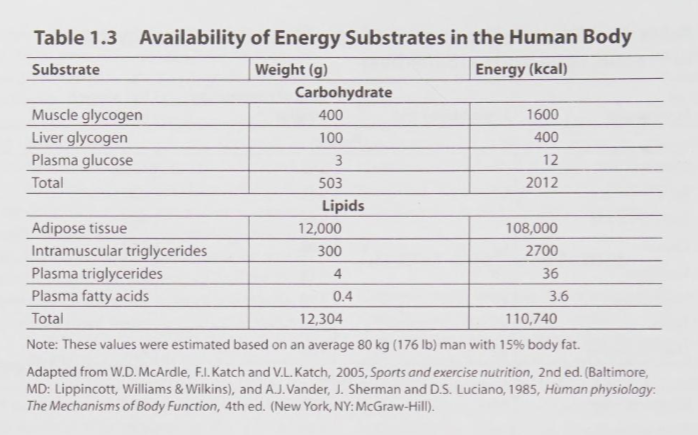 Table 1.3 Availability of Energy Substrates in the Human Body
Substrate Weight (g) Energy (kcal)
Carbohydrate
Muscle glycogen 400 1600
Liver glycogen 100 400
Plasma glucose 3 12
Total 503 2012
Lipids
Adipose tissue 12,000 108,000
Intramuscular triglycerides 300 2700
Plasma triglycerides 4 36
Plasma fatty acids 0.4 3.6
Total 12,304 110,740
Note: These values were estimated based on an average 80 kg (176 lb) man with 15% body fat.
Adapted from W.D. McArdle, F.I. Katch and V.L. Katch, 2005, Sports and exercise nutrition, 2nd ed. (Baltimore,
MD: Lippincott, Williams & Wilkins), and A.J. Vander, J. Sherman and D.S. Luciano, 1985, Human physiology:
The Mechanisms of Body Function, 4th ed. (New York, NY: McGraw-Hill).